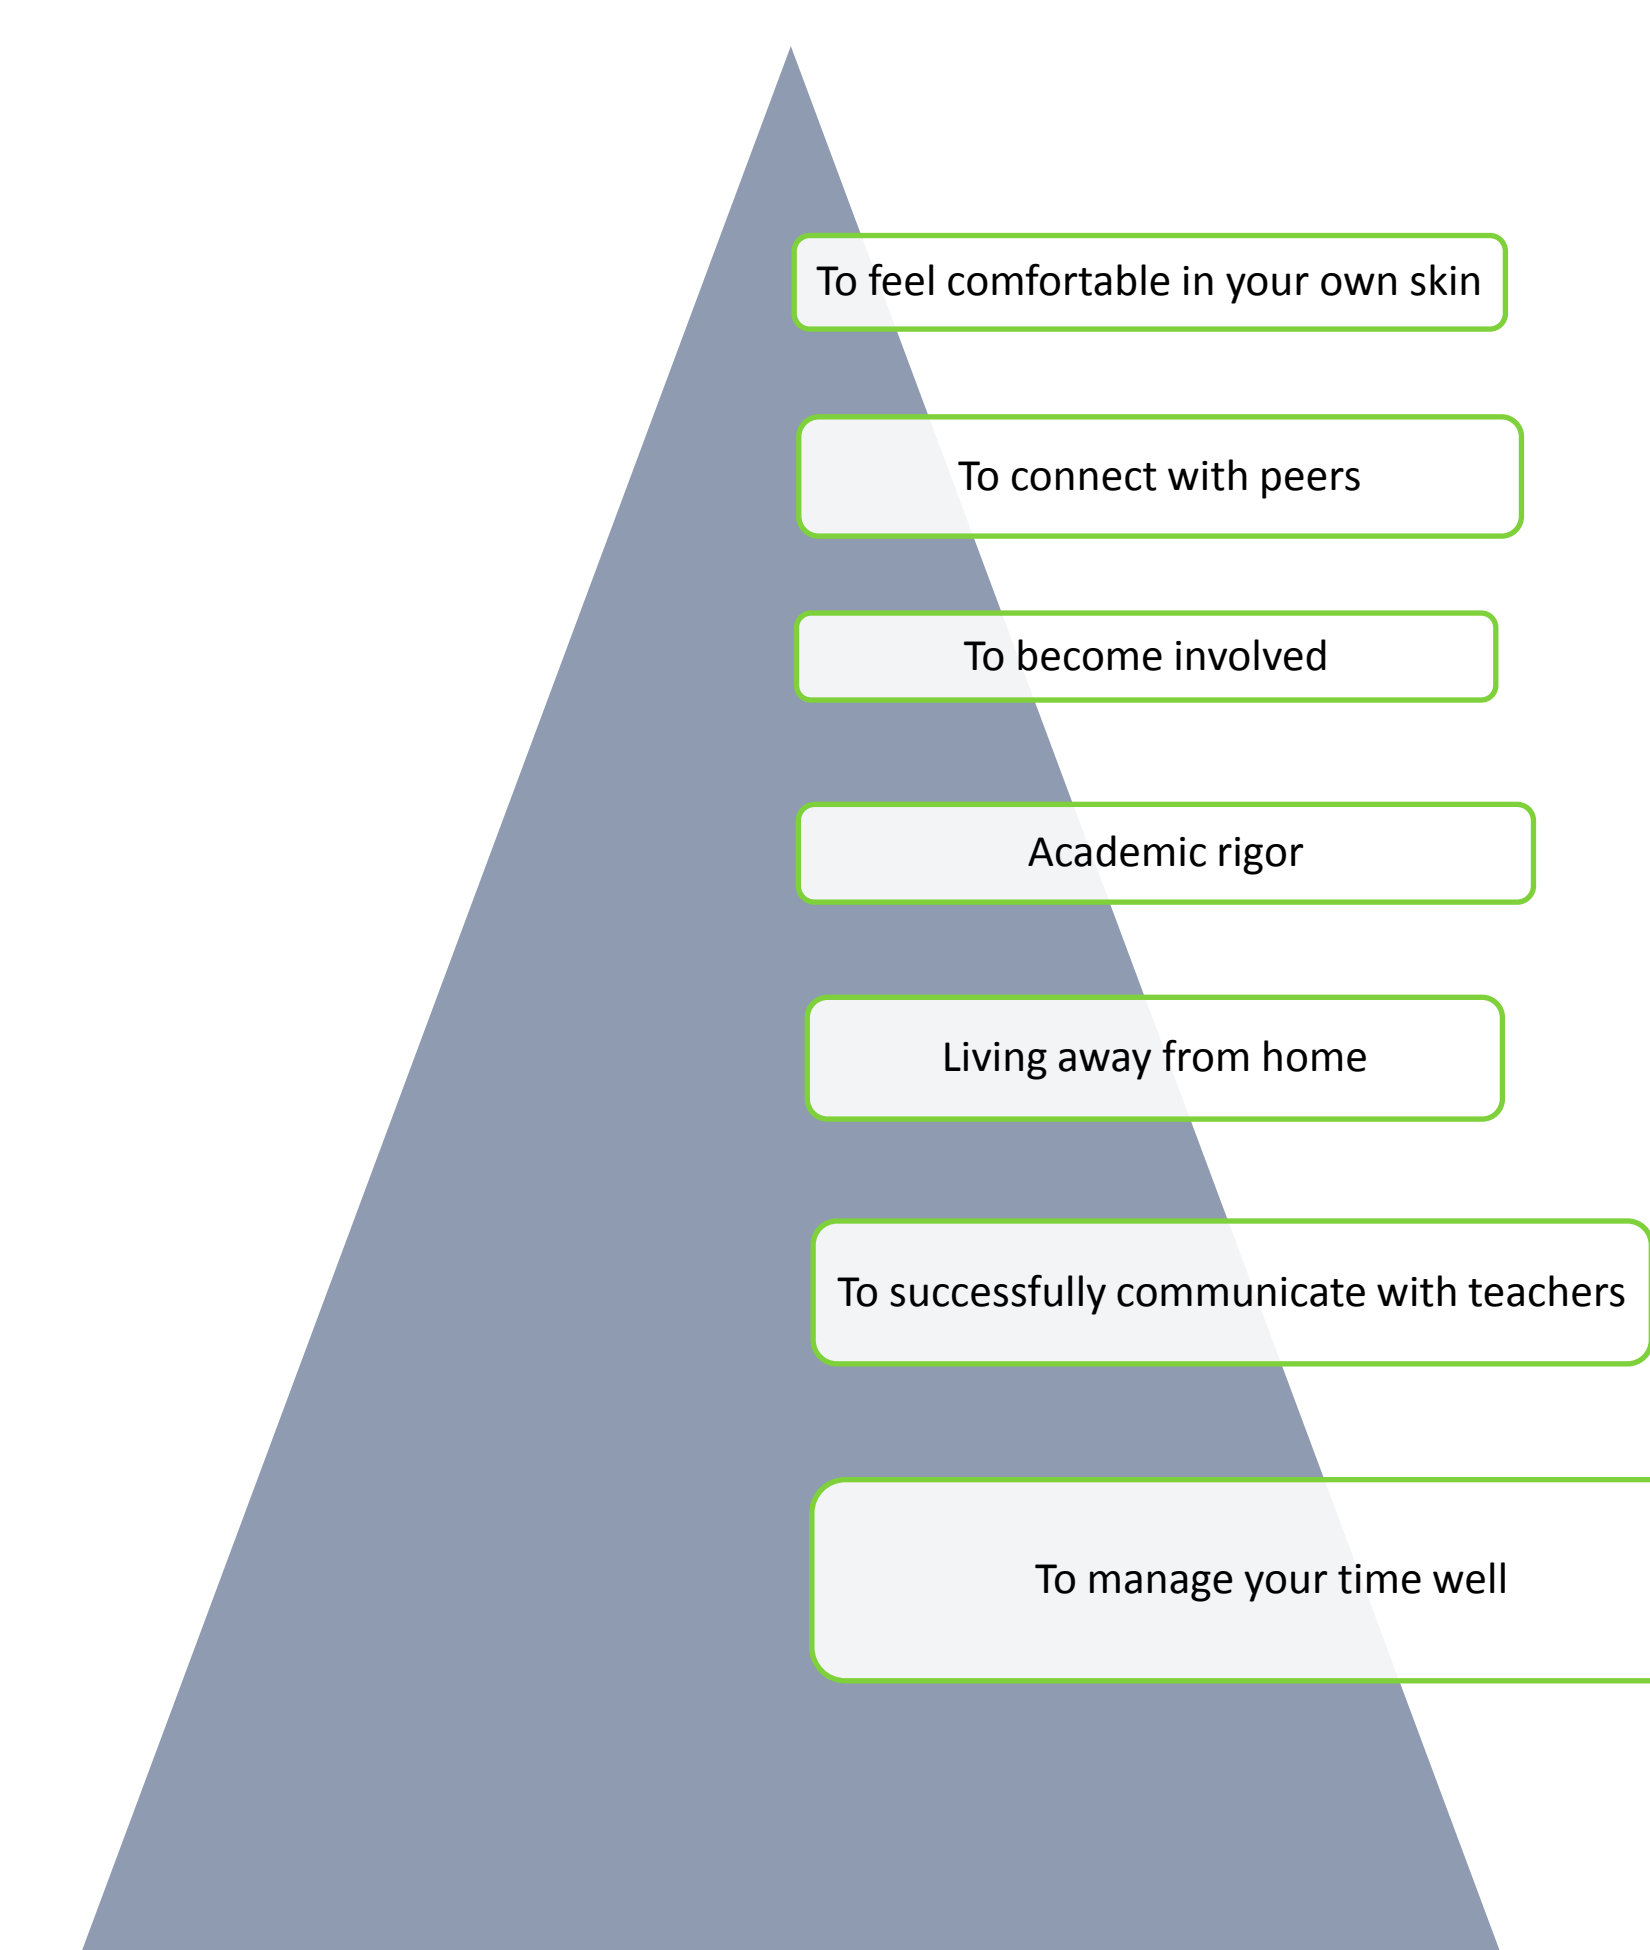 To feel comfortable in your own skin
To connect with peers
To become involved
Academic rigor
Living away from home
To successfully communicate with teachers
To manage your time well